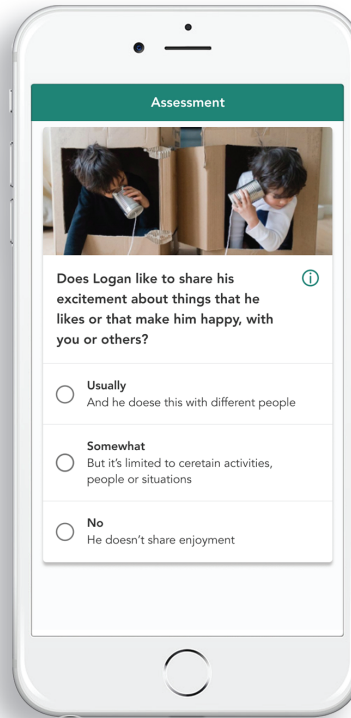 Assessment
Does Logan like to share his
excitement about things that he
likes or that make him happy, with
you or others?
Usually
And he doese this with different people
Somewhat
But it's limited to ceretain activities,
people or situations
No
He doesn't share enjoyment